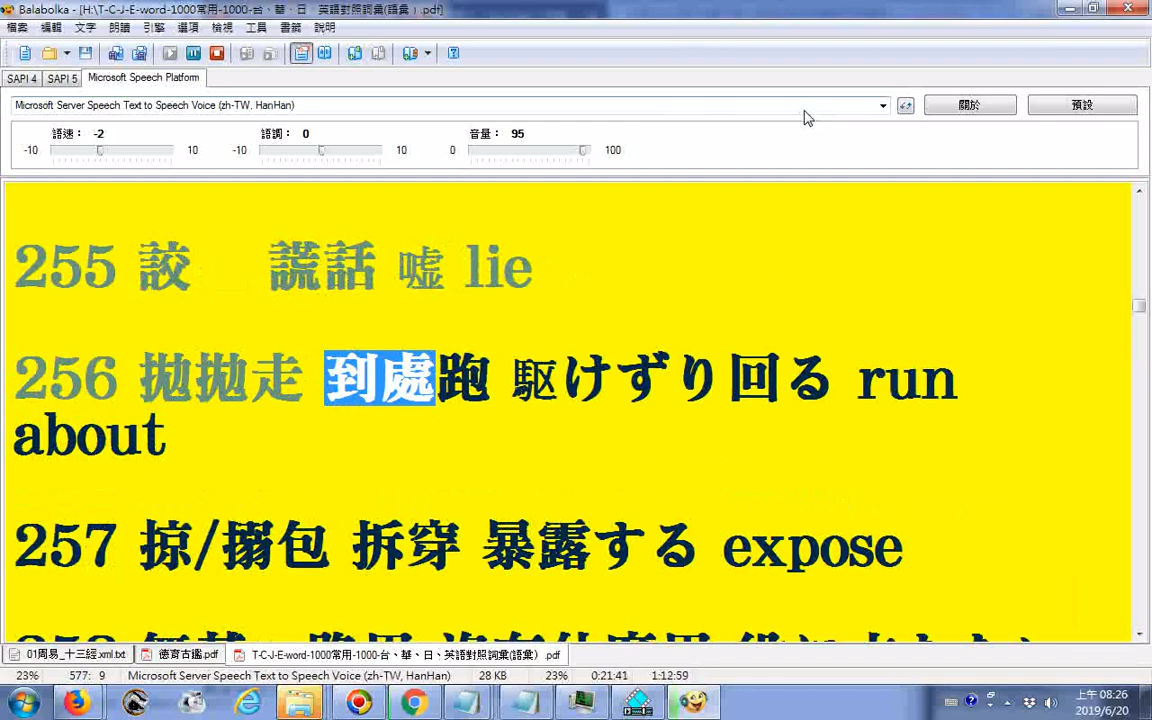 Balabolka - [H:\T-C-J-E-word-1000常用-1000-台、華、日、英語對照詞彙(語彙).pdf]
檔案 編輯 文字 朗讀 引擎 選項 檢視 工具 書籤 說明
SAPI 4 SAPI 5 Microsoft Speech Platform
Microsoft Server Speech Text to Speech Voice (zh-TW, HanHan) 關於 預設
語速： -2 語調： 0 音量： 95
-10 10 -10 10 0 100
255 詨 謊話 嘘 lie
256 拋拋走 到處跑 駆けずり回る run
about
257 掠/搦包 拆穿 暴露する expose
01周易_十三經.xml.txt 德育古鑑.pdf T-C-J-E-word-1000常用-1000-台、華、日、英語對照詞彙(語彙) .pdf
23% 577: 9 Microsoft Server Speech Text to Speech Voice (zh-TW, HanHan) 28 KB 23% 0:21:41 1:12:59
上午 08:26
2019/6/20